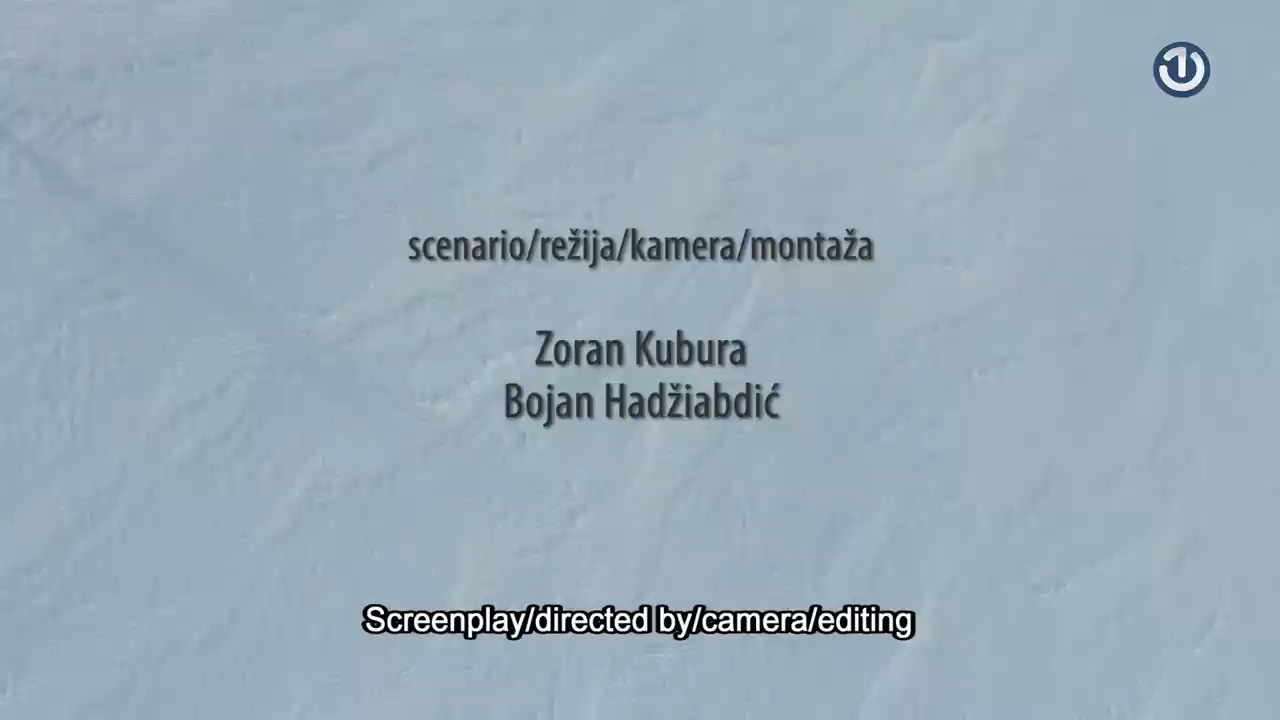 scenario/režija/kamera/montaža
Zoran Kubura
Bojan Hadžiabdić
Screenplay/directed by/camera/editing